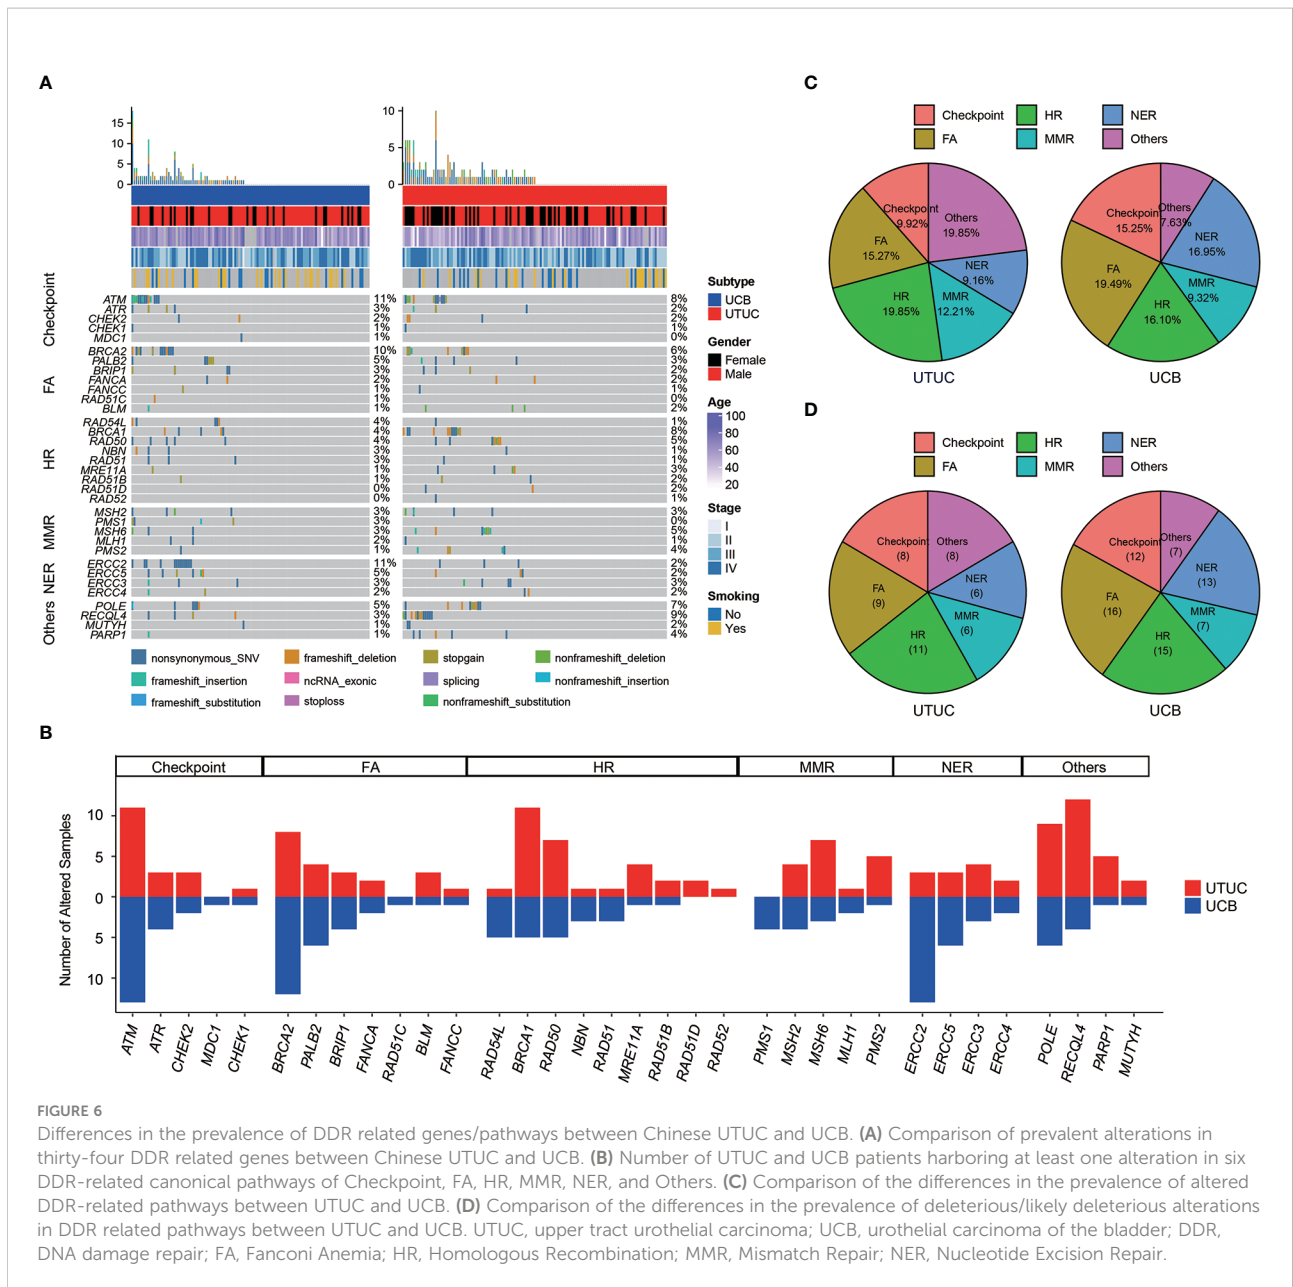 A
15
10
5
0
10
5
0
Checkpoint
ATM 11% 8%
ATR 3% 2%
CHEK2 2% 2%
CHEK1 1% 1%
MDC1 1% 0%
FA
BRCA2 10% 6%
PALB2 5% 3%
BRIP1 3% 2%
FANCA 2% 2%
FANCC 1% 1%
RAD51C 1% 0%
BLM 1% 2%
HR
RAD54L 4% 1%
BRCA1 4% 8%
RAD50 4% 5%
NBN 3% 1%
RAD51 3% 1%
MRE11A 1% 3%
RAD51B 1% 2%
RAD51D 0% 2%
RAD52 0% 1%
MMR
MSH2 3% 3%
PMS1 3% 0%
MSH6 3% 5%
MLH1 2% 1%
PMS2 1% 4%
NER
ERCC2 11% 2%
ERCC5 5% 2%
ERCC3 3% 3%
ERCC4 2% 2%
Others
POLE 5% 7%
RECQL4 3% 9%
MUTYH 1% 2%
PARP1 1% 4%
Subtype
UCB
UTUC
Gender
Female
Male
Age
100
80
60
40
20
Stage
I
II
III
IV
Smoking
No
Yes
nonsynonymous_SNV frameshift_deletion stopgain nonframeshift_deletion
frameshift_insertion ncRNA_exonic splicing nonframeshift_insertion
frameshift_substitution stoploss nonframeshift_substitution
C
Checkpoint HR NER
FA MMR Others
Checkpoint
9.92%
Others
19.85%
FA
15.27%
NER
9.16%
HR
19.85%
MMR
12.21%
UTUC
Checkpoint
15.25%
Others
7.63%
NER
16.95%
FA
19.49%
MMR
9.32%
HR
16.10%
UCB
D
Checkpoint HR NER
FA MMR Others
Checkpoint
(8)
Others
(8)
FA
(9)
NER
(6)
HR
(11)
MMR
(6)
UTUC
Checkpoint
(12)
Others
(7)
NER
(13)
FA
(16)
MMR
(7)
HR
(15)
UCB
B
Checkpoint FA HR MMR NER Others
Number of Altered Samples
10
5
0
5
10
UTUC
UCB
ATM ATR CHEK2 MDC1 CHEK1 BRCA2 PALB2 BRIP1 FANCA RAD51C BLM FANCC RAD54L BRCA1 RAD50 NBN RAD51 MRE11A RAD51B RAD51D RAD52 PMS1 MSH2 MSH6 MLH1 PMS2 ERCC2 ERCC5 ERCC3 ERCC4 POLE RECQL4 PARP1 MUTYH
FIGURE 6
Differences in the prevalence of DDR related genes/pathways between Chinese UTUC and UCB. (A) Comparison of prevalent alterations in
thirty-four DDR related genes between Chinese UTUC and UCB. (B) Number of UTUC and UCB patients harboring at least one alteration in six
DDR-related canonical pathways of Checkpoint, FA, HR, MMR, NER, and Others. (C) Comparison of the differences in the prevalence of altered
DDR-related pathways between UTUC and UCB. (D) Comparison of the differences in the prevalence of deleterious/likely deleterious alterations
in DDR related pathways between UTUC and UCB. UTUC, upper tract urothelial carcinoma; UCB, urothelial carcinoma of the bladder; DDR,
DNA damage repair; FA, Fanconi Anemia; HR, Homologous Recombination; MMR, Mismatch Repair; NER, Nucleotide Excision Repair.